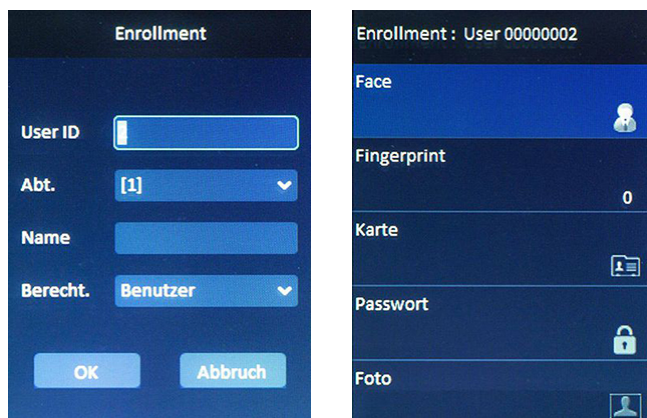 Enrollment
User ID
Abt. [1]
Name
Berecht. Benutzer
OK Abbruch
Enrollment : User 00000002
Face
Fingerprint
0
Karte
Passwort
Foto